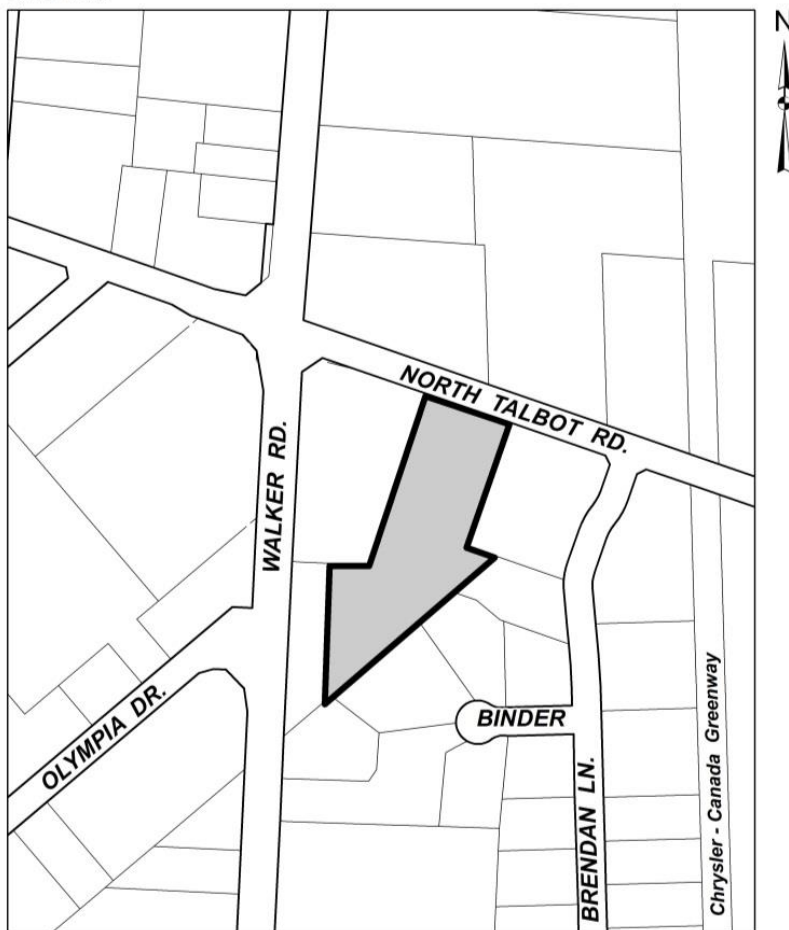 N
NORTH TALBOT RD.
WALKER RD.
OLYMPIA DR.
BINDER
BRENDAN LN.
Chrysler - Canada Greenway